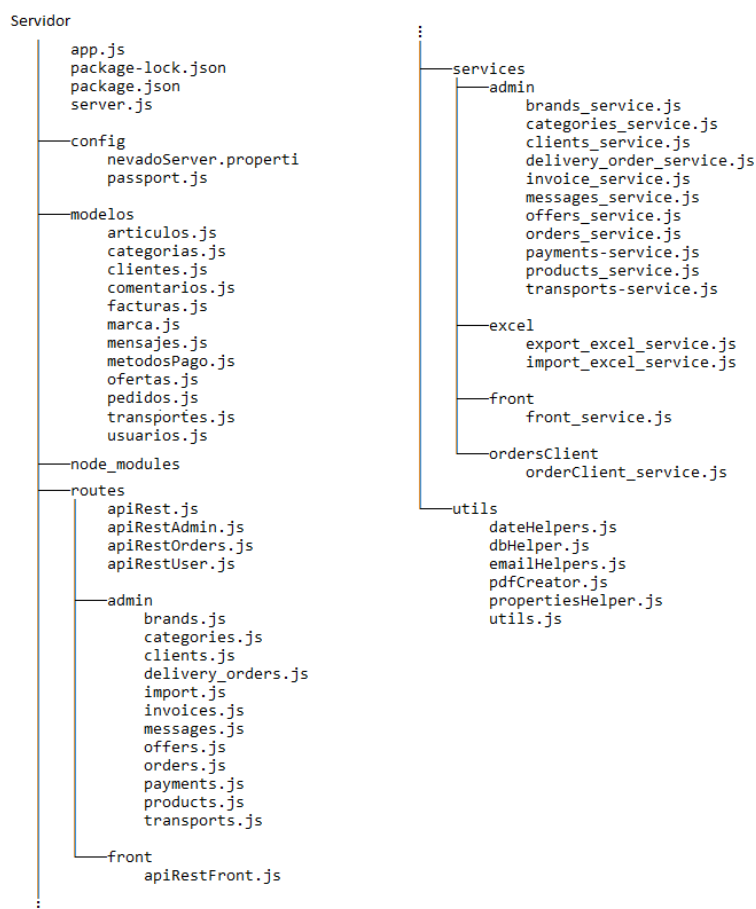 Servidor
app.js
package-lock.json
package.json
server.js
config
nevadoServer.properti
passport.js
modelos
articulos.js
categorias.js
clientes.js
comentarios.js
facturas.js
marca.js
mensajes.js
metodosPago.js
ofertas.js
pedidos.js
transportes.js
usuarios.js
node_modules
routes
apiRest.js
apiRestAdmin.js
apiRestOrders.js
apiRestUser.js
admin
brands.js
categories.js
clients.js
delivery_orders.js
import.js
invoices.js
messages.js
offers.js
orders.js
payments.js
products.js
transports.js
front
apiRestFront.js
services
admin
brands_service.js
categories_service.js
clients_service.js
delivery_order_service.js
invoice_service.js
messages_service.js
offers_service.js
orders_service.js
payments-service.js
products_service.js
transports-service.js
excel
export_excel_service.js
import_excel_service.js
front
front_service.js
ordersClient
orderClient_service.js
utils
dateHelpers.js
dbHelper.js
emailHelpers.js
pdfCreator.js
propertiesHelper.js
utils.js